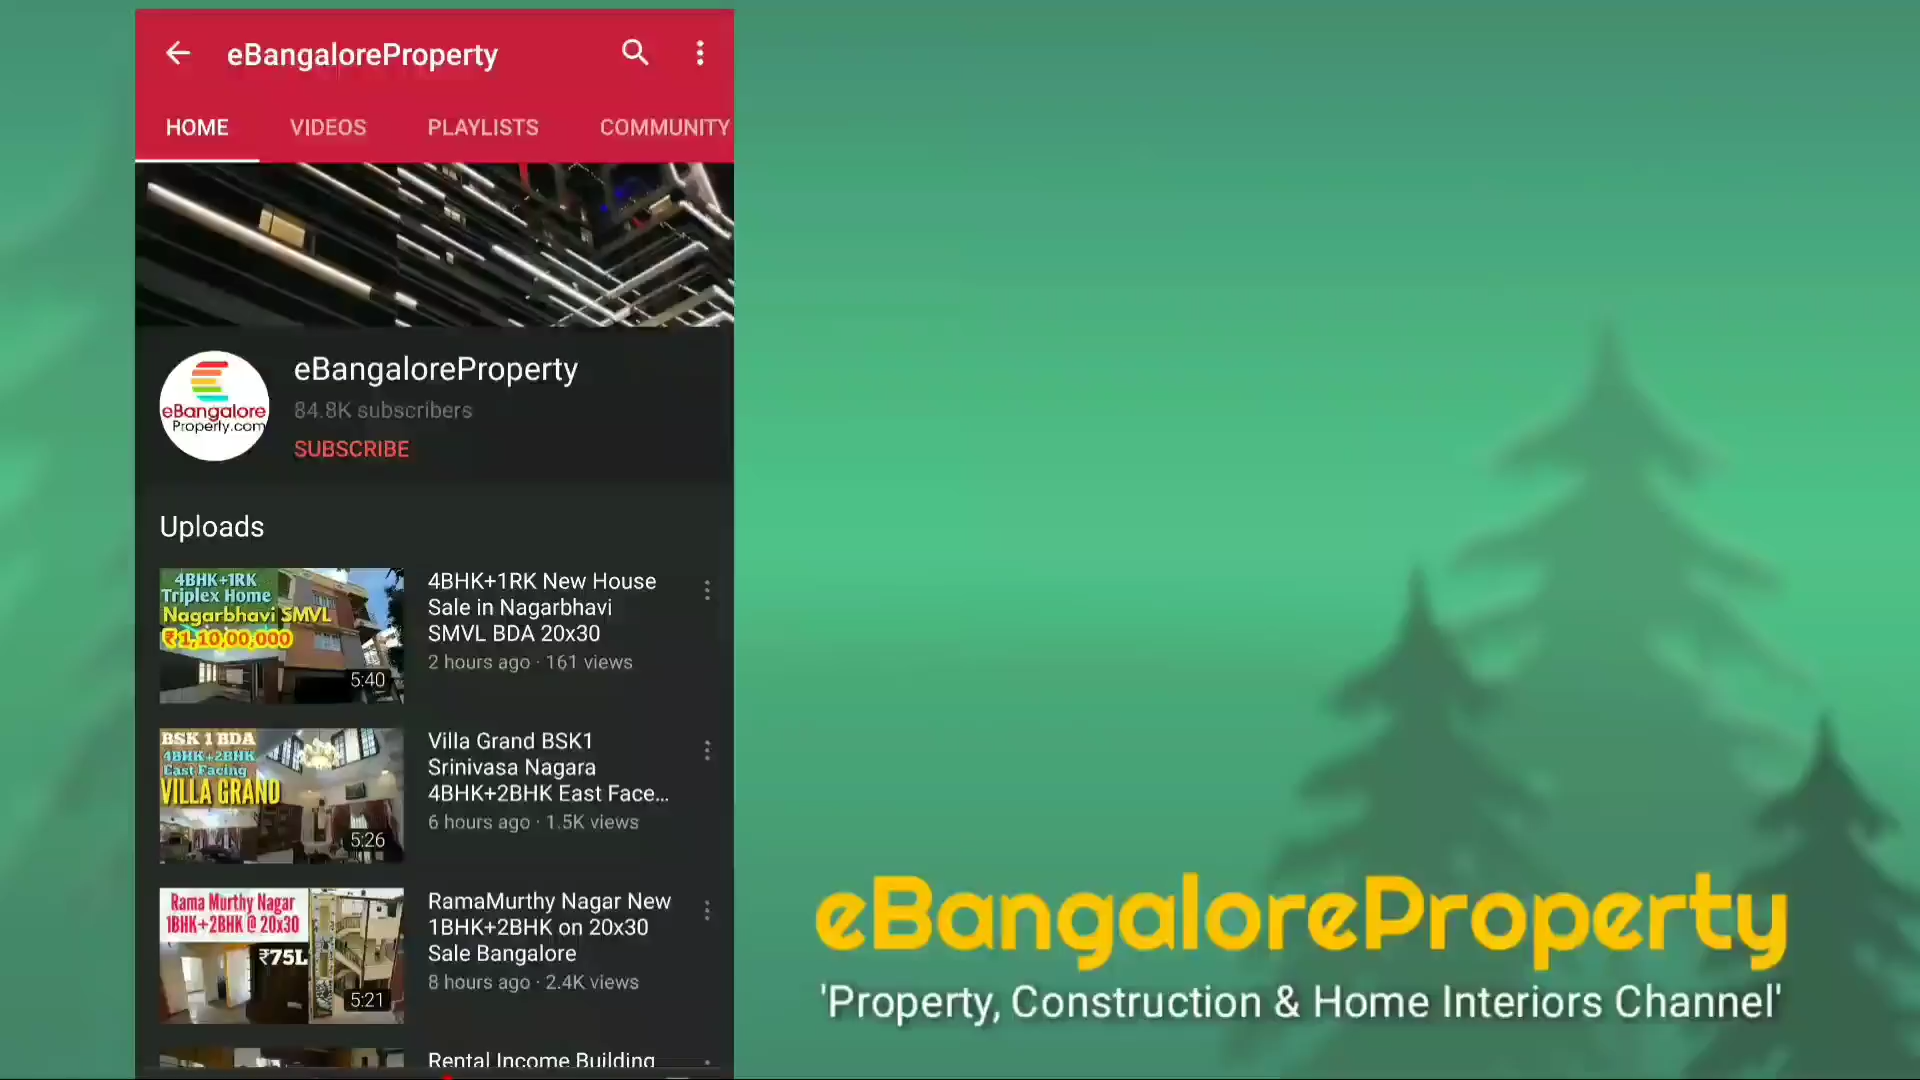 eBangaloreProperty
HOME VIDEOS PLAYLISTS COMMUNITY
eBangalore
Property.com
eBangaloreProperty
84.8K subscribers
SUBSCRIBE
Uploads
4BHK+1RK
Triplex Home
Nagarbhavi SMVL
₹1,10,00,000
5:40
4BHK+1RK New House
Sale in Nagarbhavi
SMVL BDA 20x30
2 hours ago · 161 views
BSK 1 BDA
4BHK+2BHK
East Facing
VILLA GRAND
5:26
Villa Grand BSK1
Srinivasa Nagara
4BHK+2BHK East Face...
6 hours ago · 1.5K views
Rama Murthy Nagar
1BHK+2BHK @ 20x30
₹75L
5:21
RamaMurthy Nagar New
1BHK+2BHK on 20x30
Sale Bangalore
8 hours ago · 2.4K views
Rental Income Building
eBangaloreProperty
'Property, Construction & Home Interiors Channel'